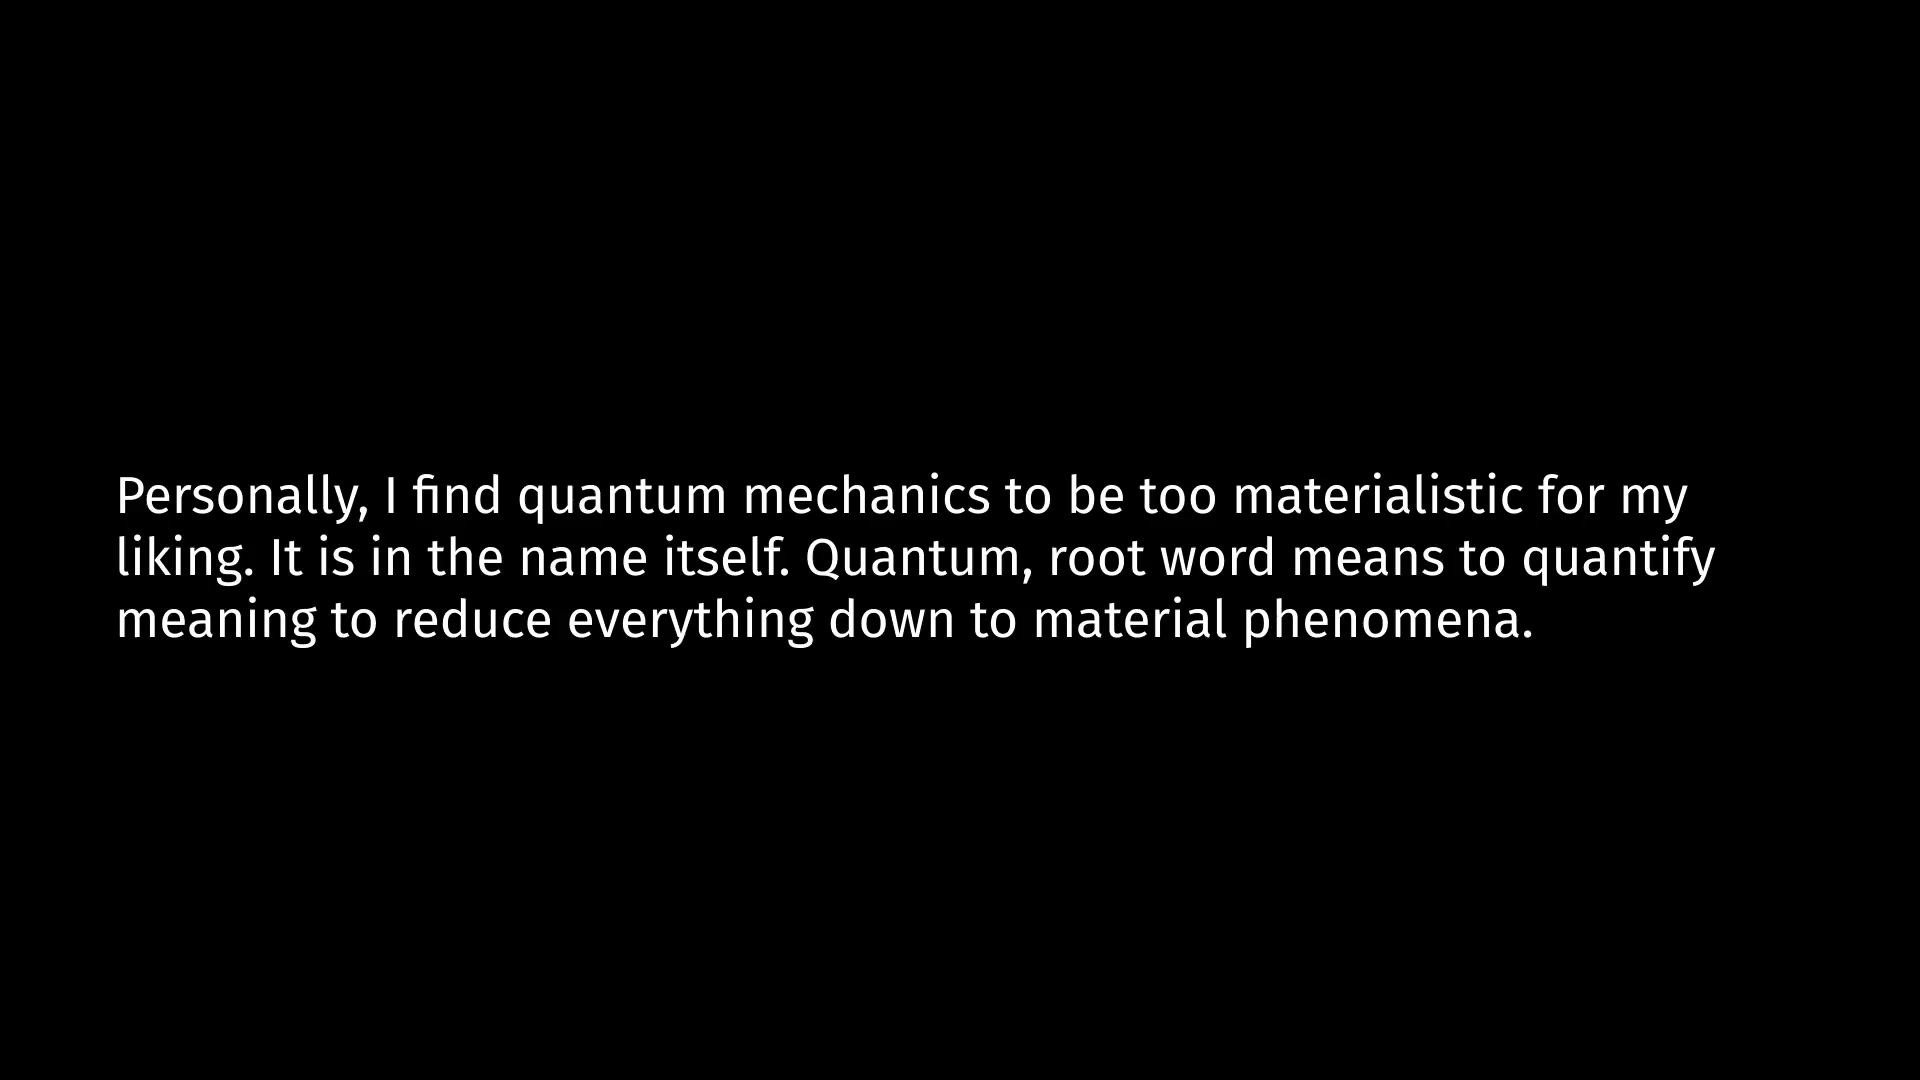 Personally, I find quantum mechanics to be too materialistic for my
liking. It is in the name itself. Quantum, root word means to quantify
meaning to reduce everything down to material phenomena.